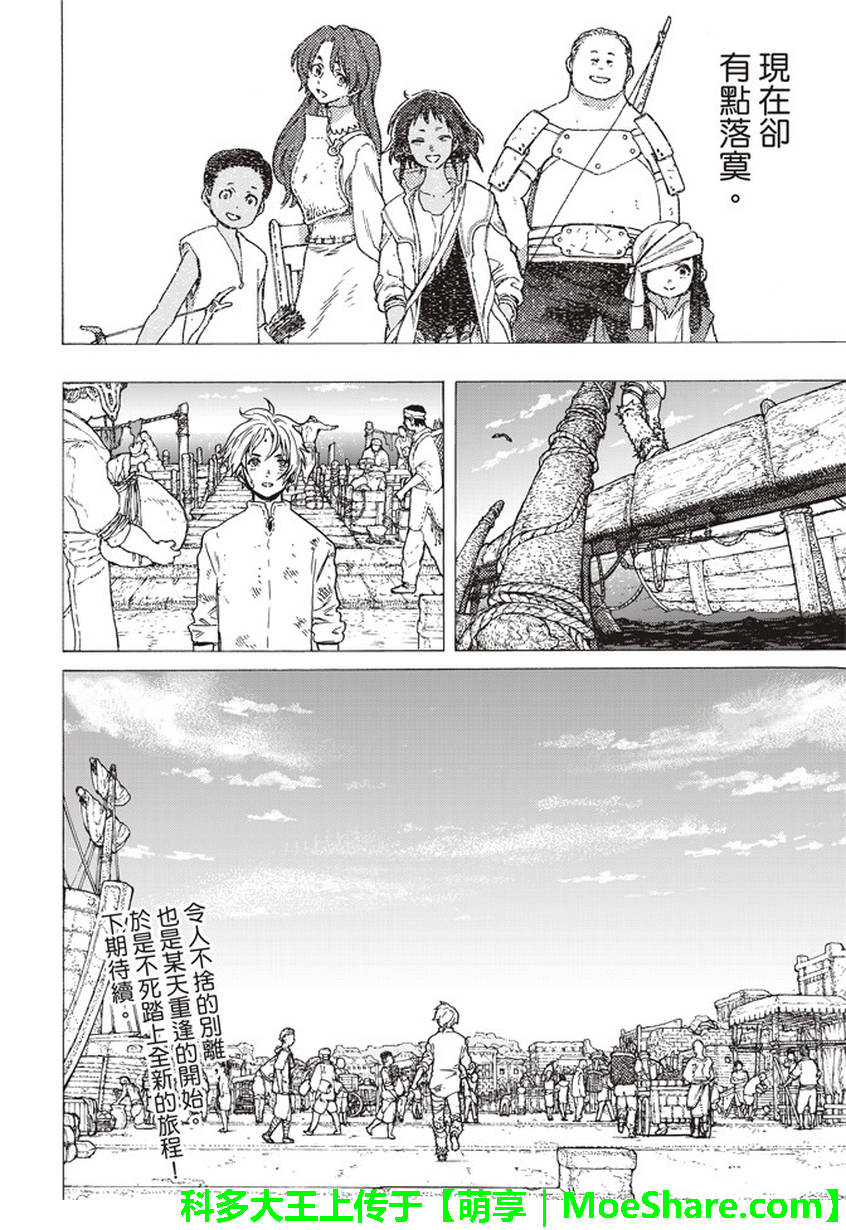 現在卻
有點落寞。
令人不捨的別離，
也是某天重逢的開始。
於是不死踏上全新的旅程！
下期待續。
科多大王上传于【萌享】MoeShare.com】